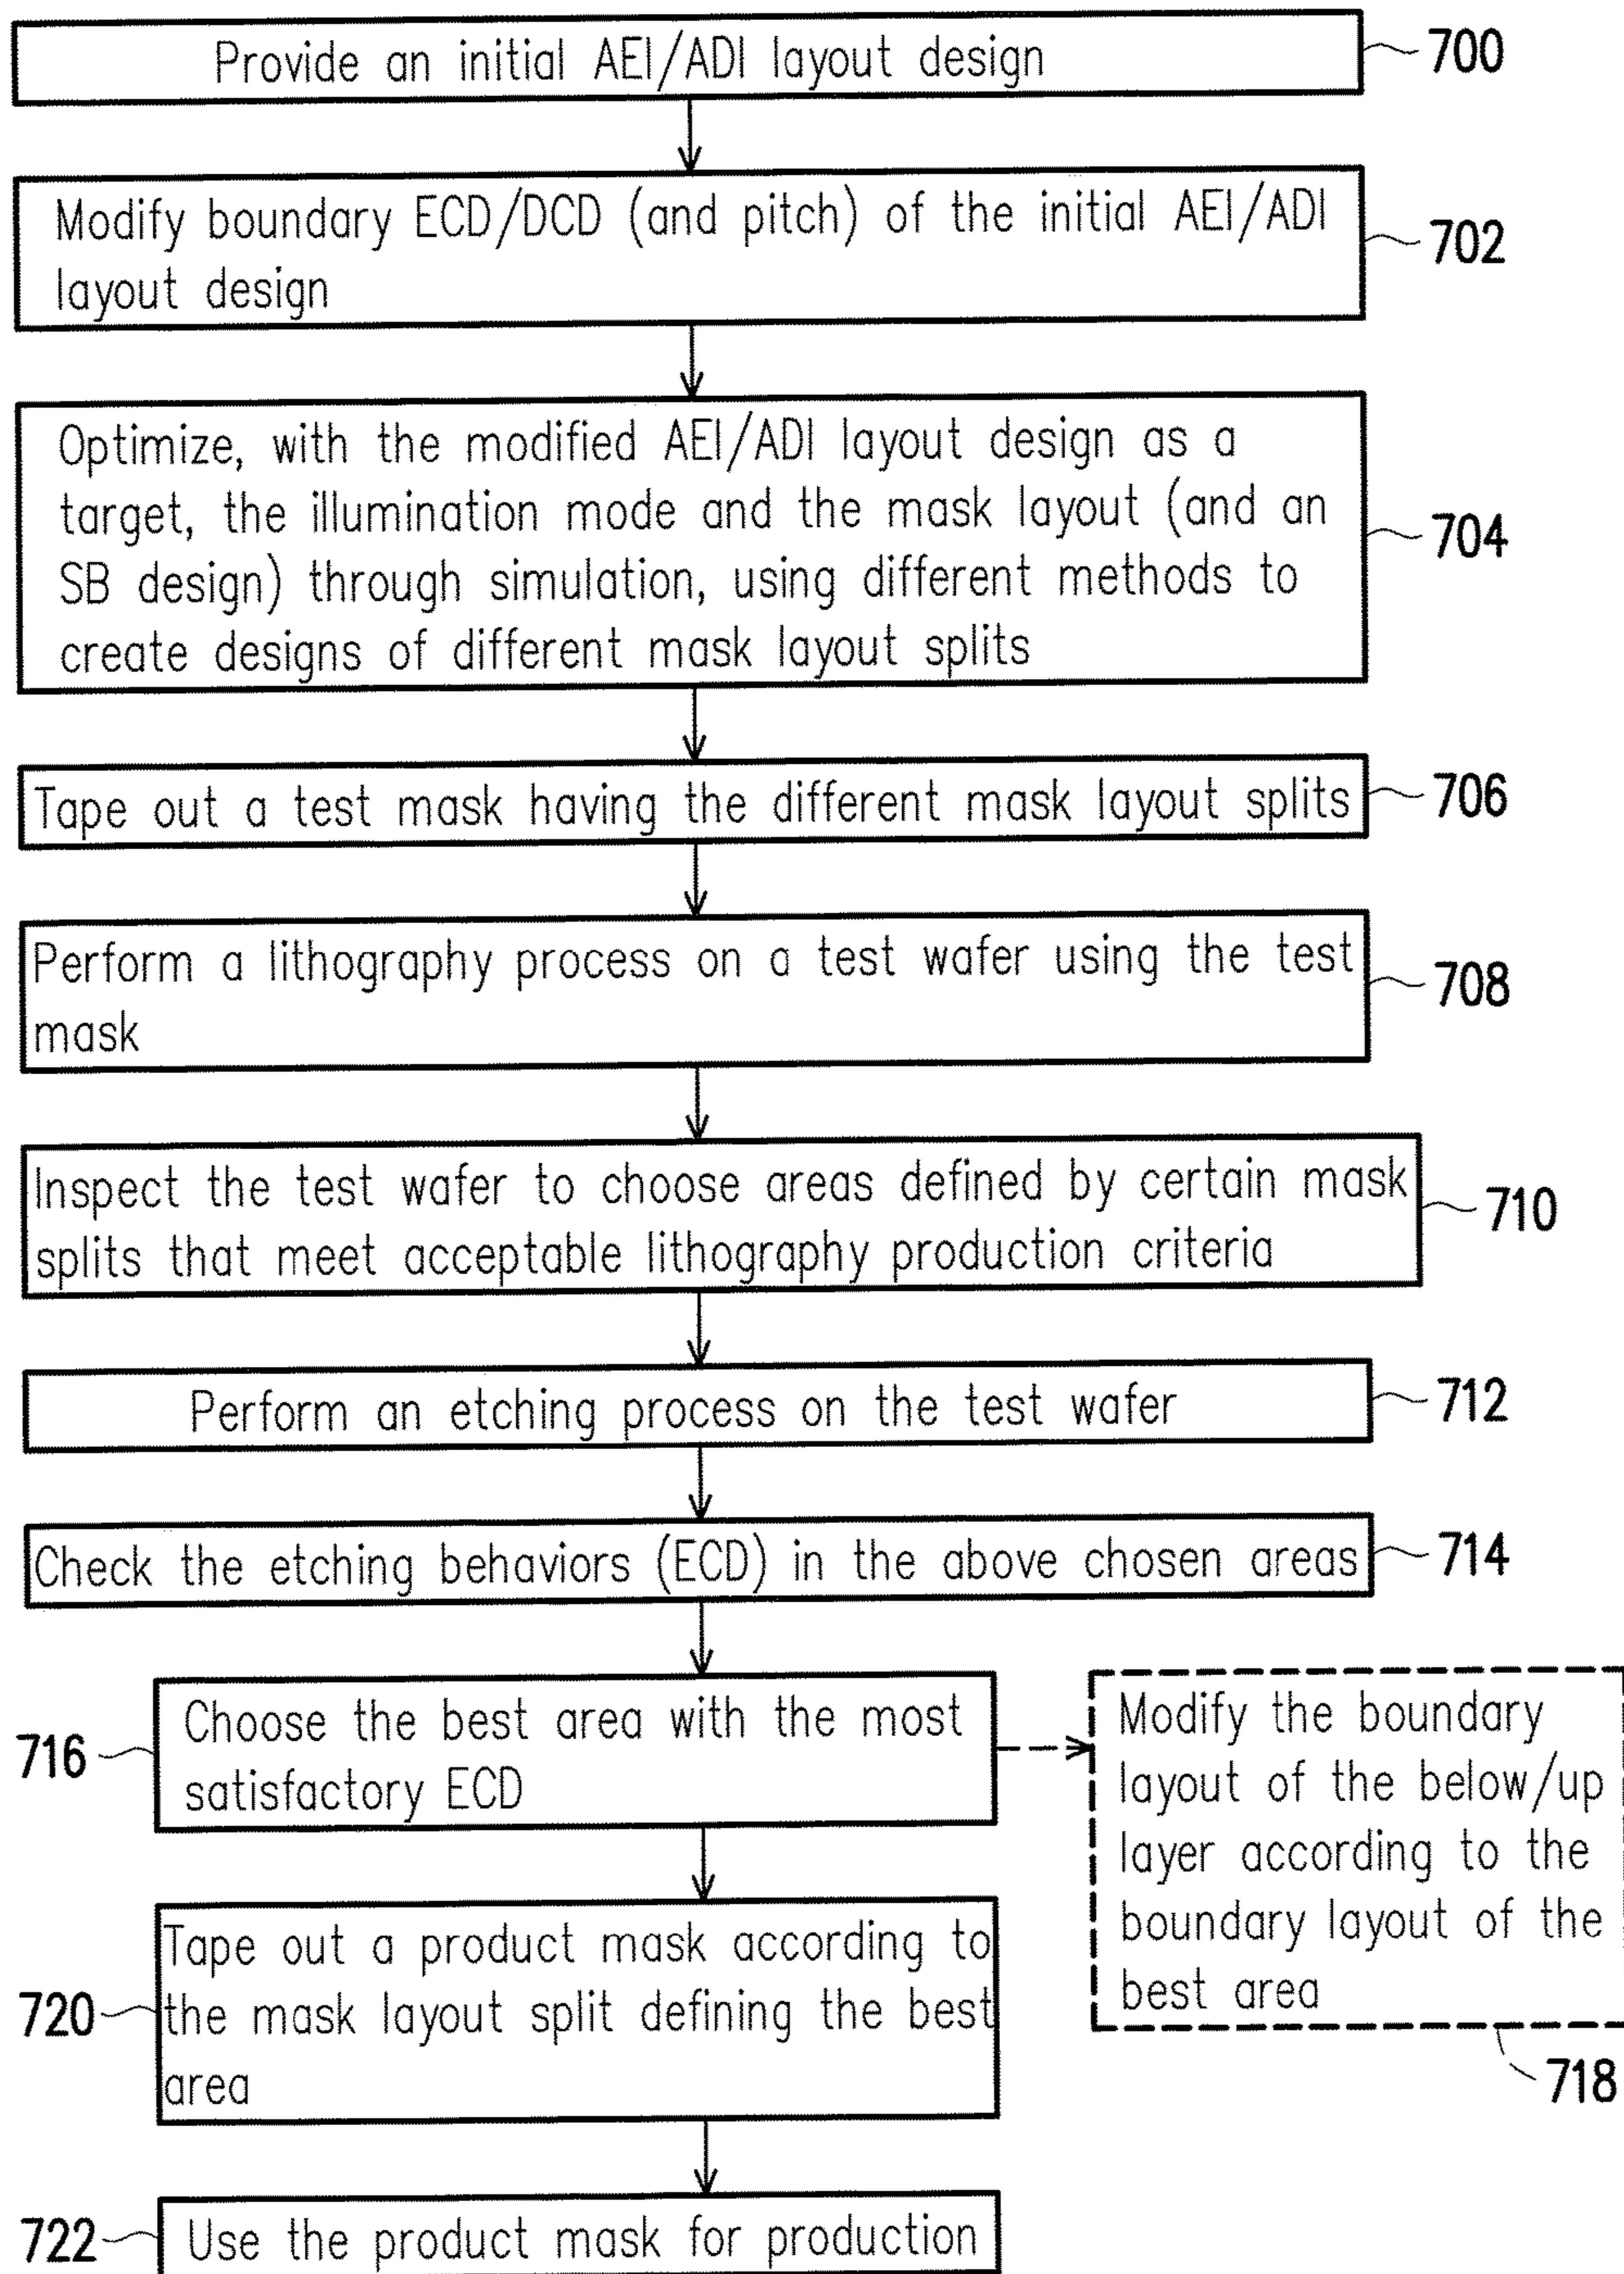 Provide an initial AEI/ADI layout design
700
Modify boundary ECD/DCD (and pitch) of the initial AEI/ADI
layout design
702
Optimize, with the modified AEI/ADI layout design as a
target, the illumination mode and the mask layout (and an
SB design) through simulation, using different methods to
create designs of different mask layout splits
704
Tape out a test mask having the different mask layout splits
706
Perform a lithography process on a test wafer using the test
mask
708
Inspect the test wafer to choose areas defined by certain mask
splits that meet acceptable lithography production criteria
710
Perform an etching process on the test wafer
712
Check the etching behaviors (ECD) in the above chosen areas
714
716
Choose the best area with the most
satisfactory ECD
Modify the boundary
layout of the below/up
layer according to the
boundary layout of the
best area
718
720
Tape out a product mask according to
the mask layout split defining the best
area
722
Use the product mask for production